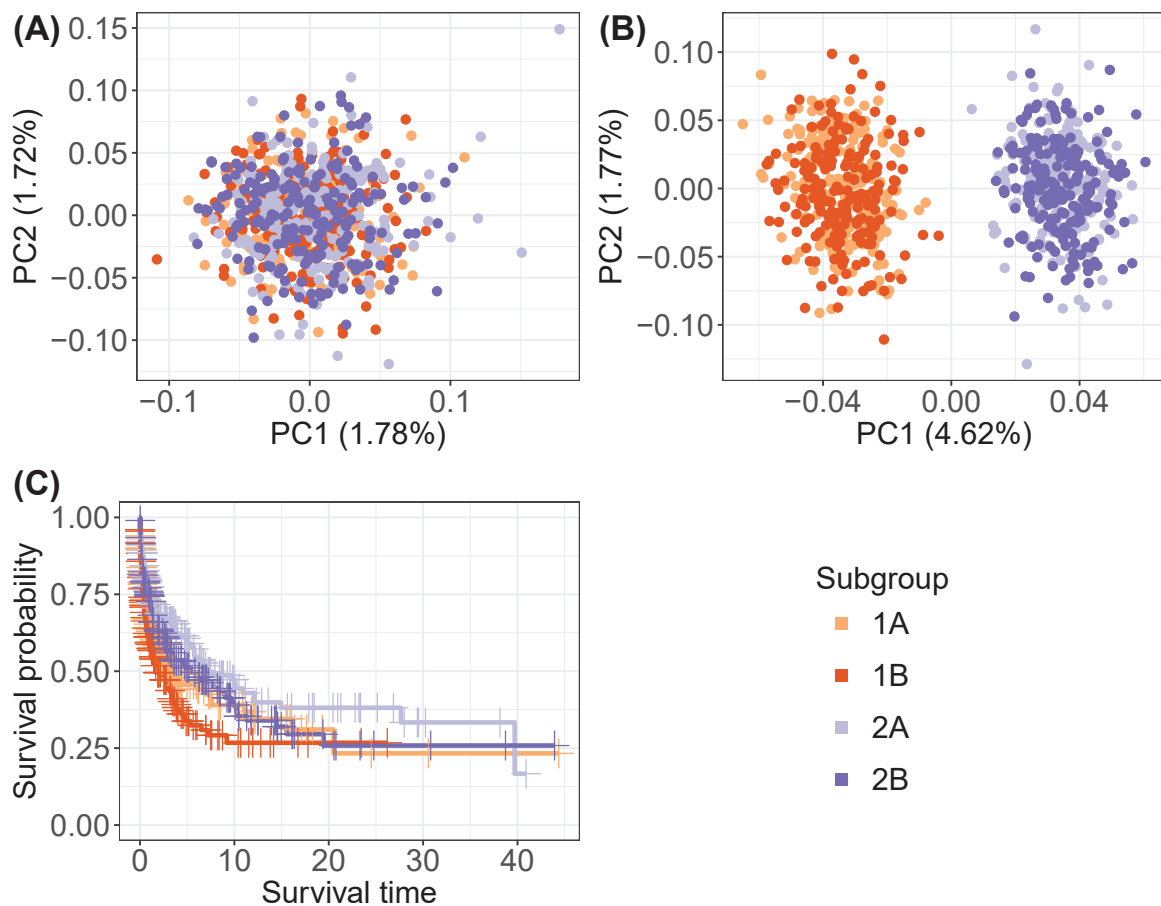 (A)
PC2 (1.72%)
0.15
0.10
0.05
0.00
−0.05
−0.10
−0.1
0.0
0.1
PC1 (1.78%)
(B)
PC2 (1.77%)
0.10
0.05
0.00
−0.05
−0.10
−0.04
0.00
0.04
PC1 (4.62%)
(C)
Survival probability
1.00
0.75
0.50
0.25
0.00
0
10
20
30
40
Survival time
Subgroup
1A
1B
2A
2B